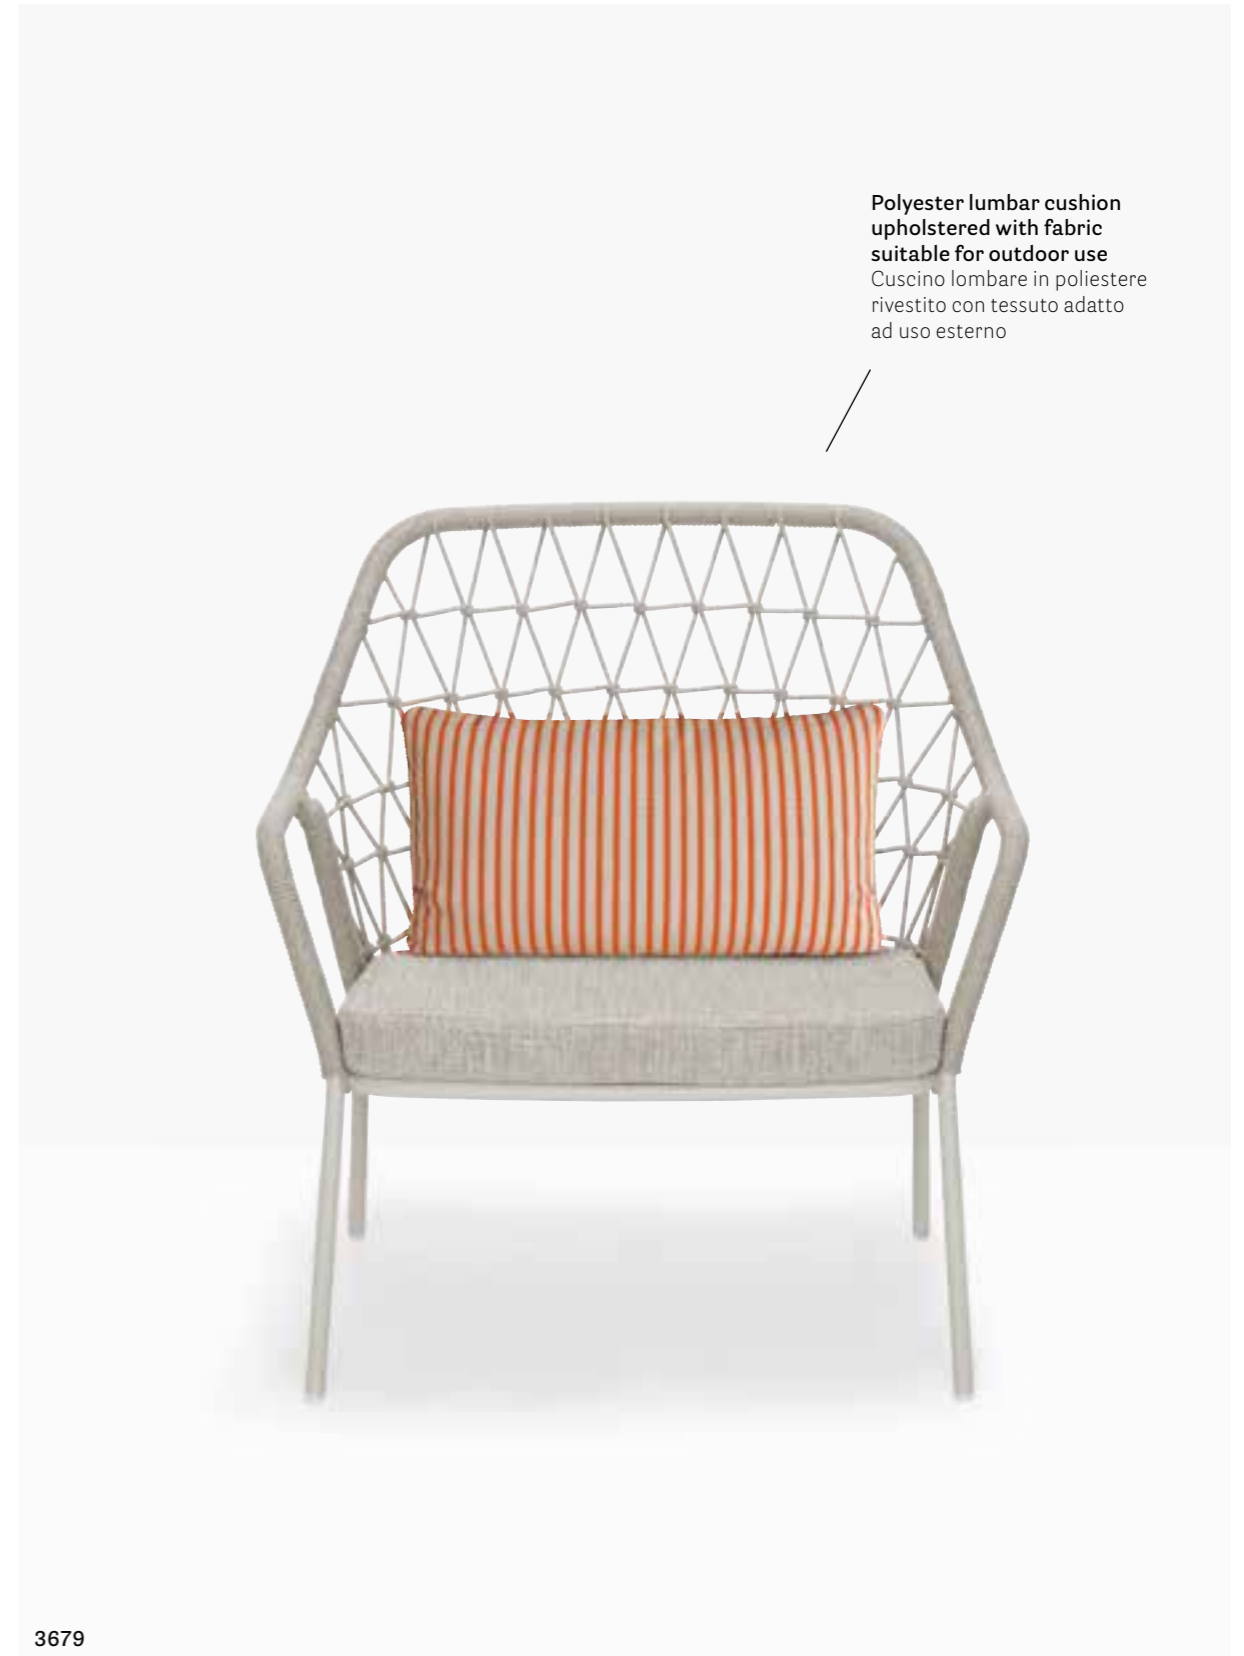 Polyester lumbar cushion
upholstered with fabric
suitable for outdoor use
Cuscino lombare in poliestere
rivestito con tessuto adatto
ad uso esterno
3679